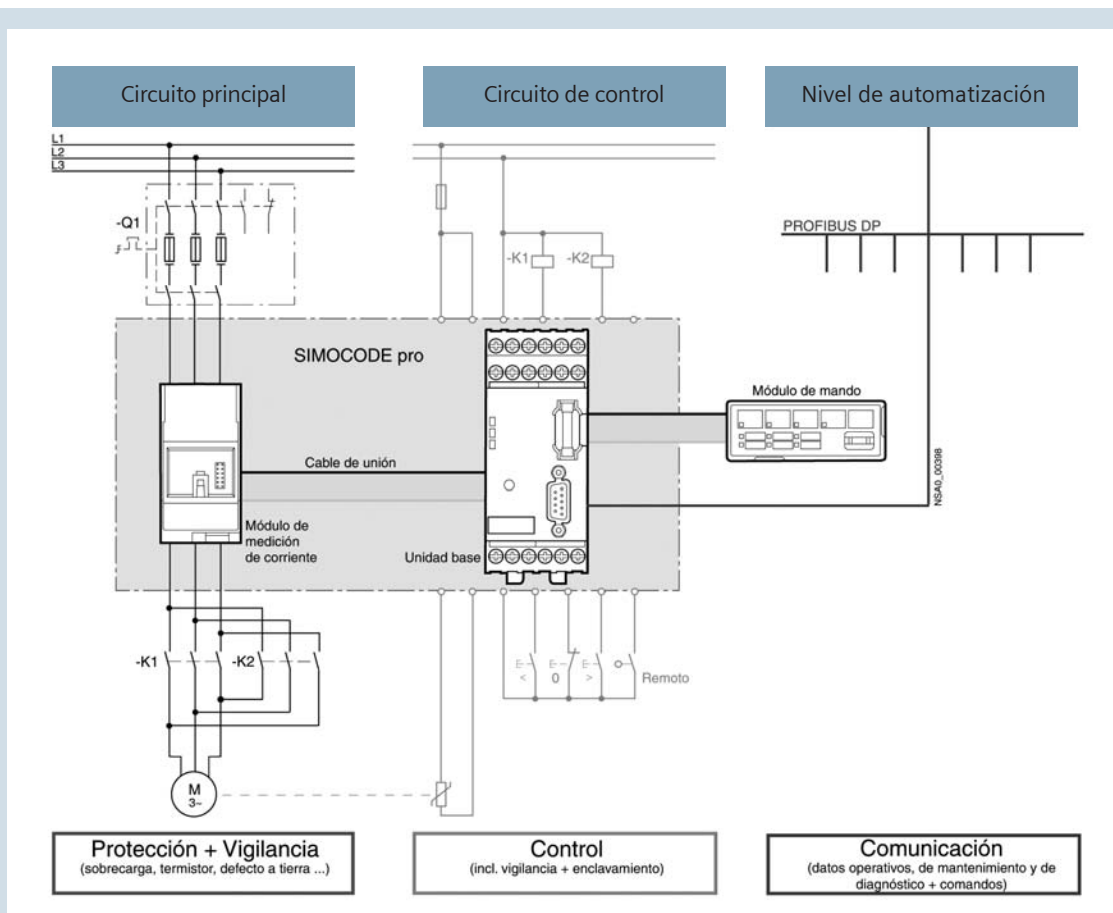 Circuito principal
Circuito de control
Nivel de automatización
L1
L2
L3
-Q1
-K1
-K2
PROFIBUS DP
SIMOCODE pro
Módulo de mando
Cable de unión
NSA0_00398
Módulo de
medición
de corriente
Unidad base
-K1
-K2
E-
<
E-
0
E-
>
Remoto
M
3~
Protección + Vigilancia
(sobrecarga, termistor, defecto a tierra ...)
Control
(incl. vigilancia + enclavamiento)
Comunicación
(datos operativos, de mantenimiento y de
diagnóstico + comandos)